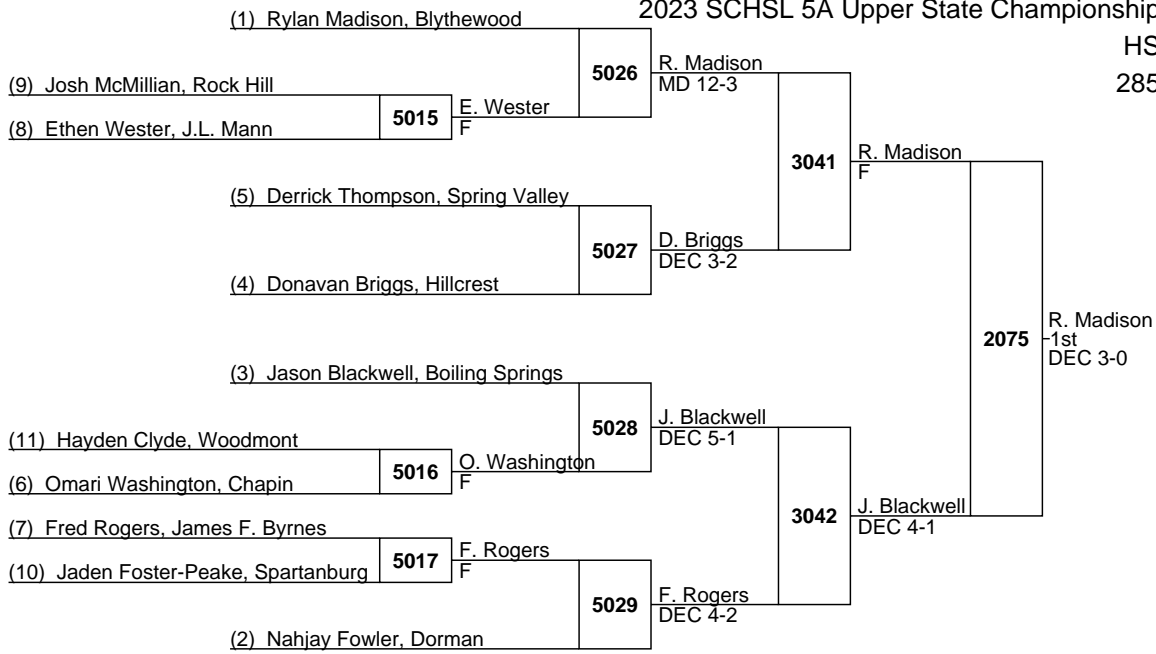 2023 SCHSL 5A Upper State Championship
HS
285
(1) Rylan Madison, Blythewood
5026
R. Madison
MD 12-3
(9) Josh McMillian, Rock Hill
5015
E. Wester
F
(8) Ethen Wester, J.L. Mann
3041
R. Madison
F
(5) Derrick Thompson, Spring Valley
5027
D. Briggs
DEC 3-2
(4) Donavan Briggs, Hillcrest
2075
R. Madison
1st
DEC 3-0
(3) Jason Blackwell, Boiling Springs
5028
J. Blackwell
DEC 5-1
(11) Hayden Clyde, Woodmont
5016
O. Washington
F
(6) Omari Washington, Chapin
3042
J. Blackwell
DEC 4-1
(7) Fred Rogers, James F. Byrnes
5017
F. Rogers
F
(10) Jaden Foster-Peake, Spartanburg
5029
F. Rogers
DEC 4-2
(2) Nahjay Fowler, Dorman